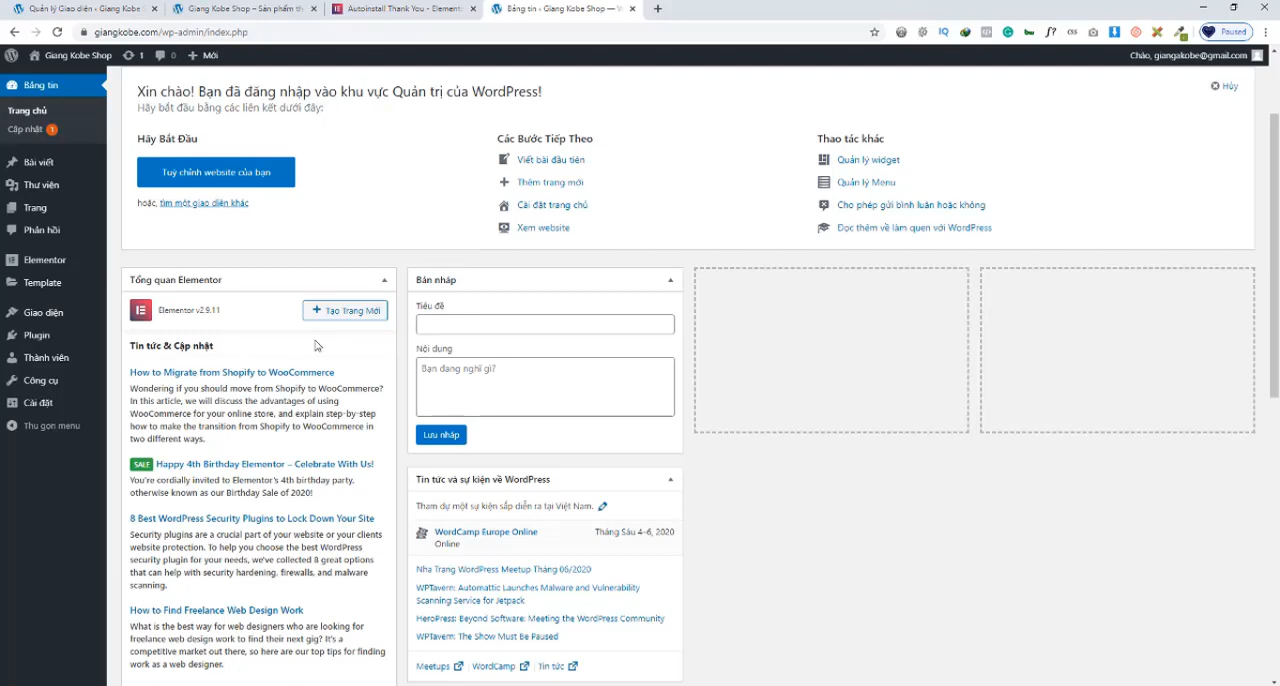 Quản lý Giao diện ‹ Giang Kobe S
Giang Kobe Shop – Sản phẩm th
Autoinstall Thank You - Element
Bảng tin ‹ Giang Kobe Shop — W
giangkobe.com/wp-admin/index.php
Paused
Giang Kobe Shop
1
0
Mới
Chào, giangakobe@gmail.com
Bảng tin
Trang chủ
Cập nhật 1
Bài viết
Thư viện
Trang
Phản hồi
Elementor
Template
Giao diện
Plugin
Thành viên
Công cụ
Cài đặt
Thu gọn menu
Xin chào! Bạn đã đăng nhập vào khu vực Quản trị của WordPress!
Hãy bắt đầu bằng các liên kết dưới đây:
Hủy
Hãy Bắt Đầu
Tuỳ chỉnh website của bạn
hoặc, tìm một giao diện khác
Các Bước Tiếp Theo
Viết bài đầu tiên
Thêm trang mới
Cài đặt trang chủ
Xem website
Thao tác khác
Quản lý widget
Quản lý Menu
Cho phép gửi bình luận hoặc không
Đọc thêm về làm quen với WordPress
Tổng quan Elementor
Elementor v2.9.11
Tạo Trang Mới
Tin tức & Cập nhật
How to Migrate from Shopify to WooCommerce
Wondering if you should move from Shopify to WooCommerce?
In this article, we will discuss the advantages of using
WooCommerce for your online store, and explain step-by-step
how to make the transition from Shopify to WooCommerce in
two different ways.
SALE Happy 4th Birthday Elementor – Celebrate With Us!
You're cordially invited to Elementor's 4th birthday party,
otherwise known as our Birthday Sale of 2020!
8 Best WordPress Security Plugins to Lock Down Your Site
Security plugins are a crucial part of your website or your clients
website protection. To help you choose the best WordPress
security plugin for your needs, we've collected 8 great options
that can help with security hardening, firewalls, and malware
scanning.
How to Find Freelance Web Design Work
What is the best way for web designers who are looking for
freelance web design work to find their next gig? It's a
competitive market out there, so here are our top tips for finding
work as a web designer.
Bản nháp
Tiêu đề
Nội dung
Bạn đang nghĩ gì?
Lưu nháp
Tin tức và sự kiện về WordPress
Tham dự một sự kiện sắp diễn ra tại Việt Nam.
WordCamp Europe Online
Tháng Sáu 4-6, 2020
Online
Nha Trang WordPress Meetup Tháng 06/2020
WPTavern: Automattic Launches Malware and Vulnerability
Scanning Service for Jetpack
HeroPress: Beyond Software: Meeting the WordPress Community
WPTavern: The Show Must Be Paused
Meetups | WordCamp | Tin tức